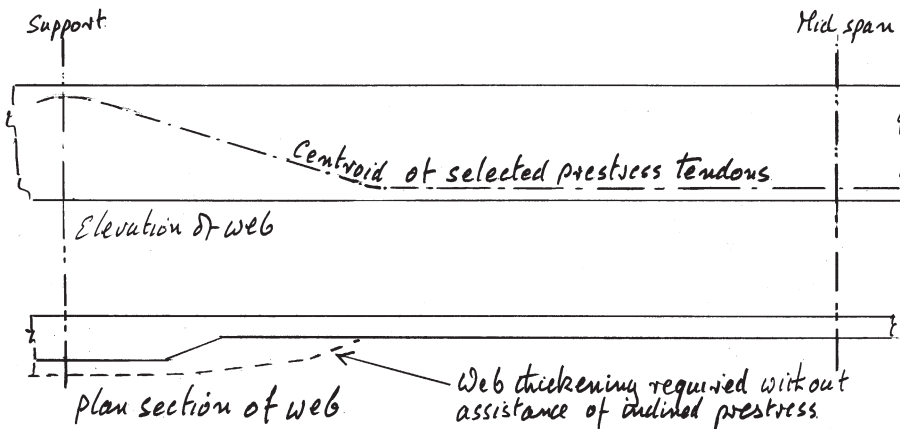 Support
Mid span
Centroid of selected prestress tendons
Elevation of web
Web thickening required without
assistance of inclined prestress.
plan section of web